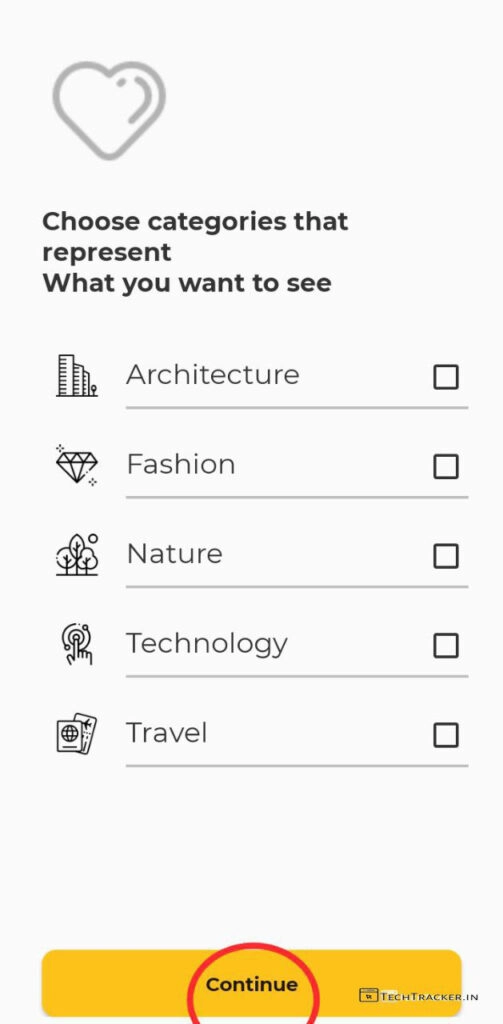 Choose categories that
represent
What you want to see
Architecture
Fashion
Nature
Technology
Travel
Continue
TechTracker.in